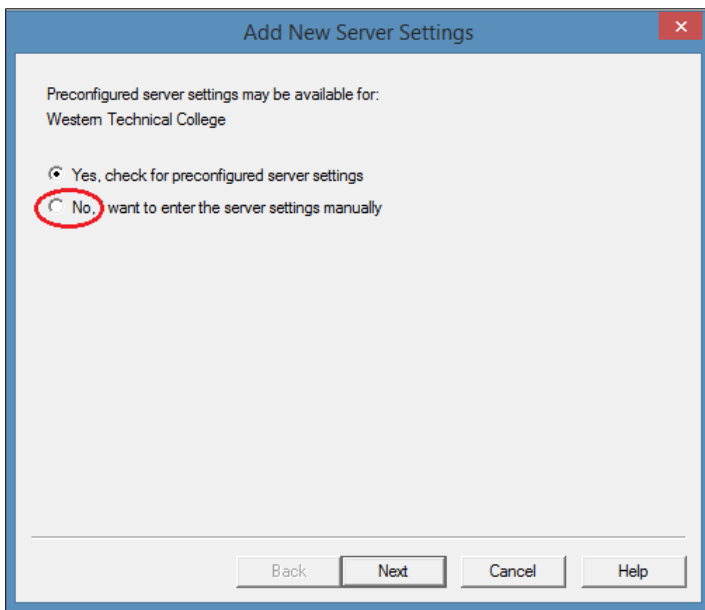 Add New Server Settings
Preconfigured server settings may be available for:
Western Technical College
Yes, check for preconfigured server settings
No, want to enter the server settings manually
Back Next Cancel Help